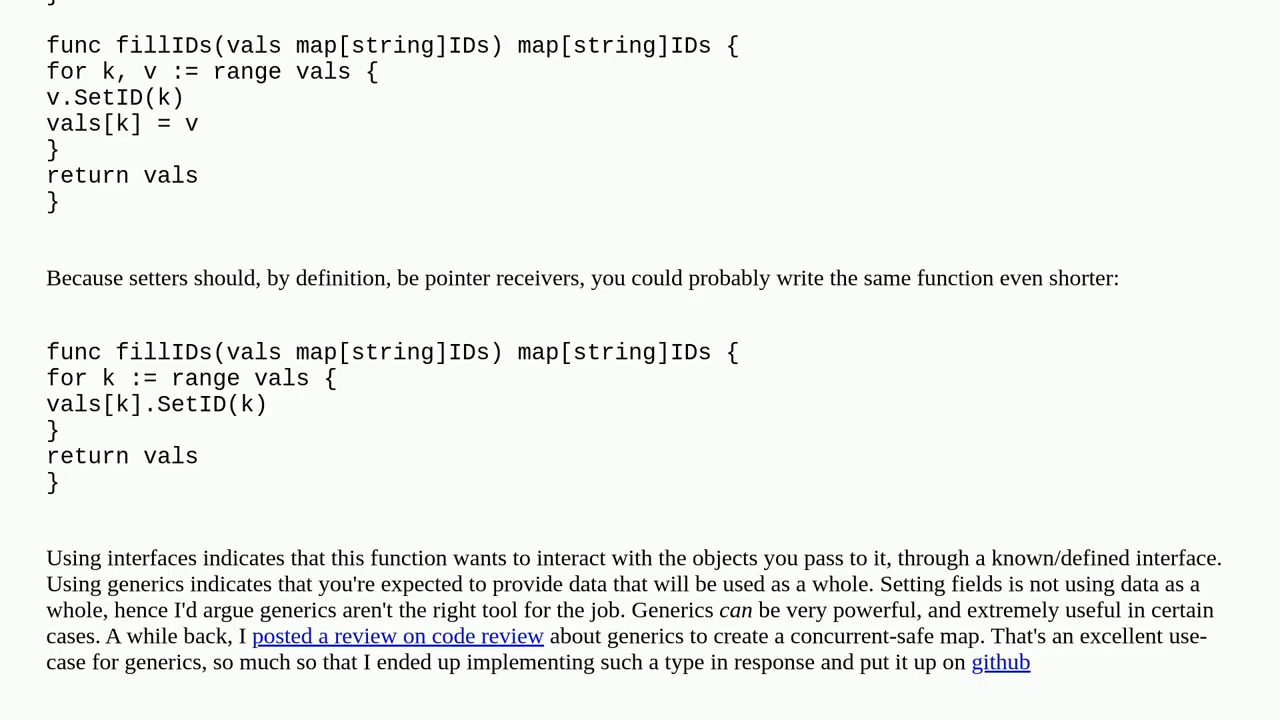 }
func fillIDs(vals map[string]IDs) map[string]IDs {
for k, v := range vals {
v.SetID(k)
vals[k] = v
}
return vals
}
Because setters should, by definition, be pointer receivers, you could probably write the same function even shorter:
func fillIDs(vals map[string]IDs) map[string]IDs {
for k := range vals {
vals[k].SetID(k)
}
return vals
}
Using interfaces indicates that this function wants to interact with the objects you pass to it, through a known/defined interface.
Using generics indicates that you're expected to provide data that will be used as a whole. Setting fields is not using data as a
whole, hence I'd argue generics aren't the right tool for the job. Generics can be very powerful, and extremely useful in certain
cases. A while back, I posted a review on code review about generics to create a concurrent-safe map. That's an excellent use-
case for generics, so much so that I ended up implementing such a type in response and put it up on github